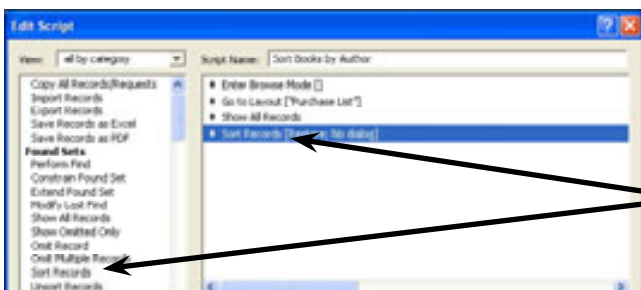 Edit Script
View: all by category
Script Name: Sort Books by Author
Copy All Records/Requests
Import Records
Export Records
Save Records as Excel
Save Records as PDF
Found Sets
Perform Find
Constrain Found Set
Extend Found Set
Modify Last Find
Show All Records
Show Omitted Only
Omit Record
Omit Multiple Records
Sort Records
Unsort Records
Enter Browse Mode []
Go to Layout ["Purchase List"]
Show All Records
Sort Records [Restore; No dialog]